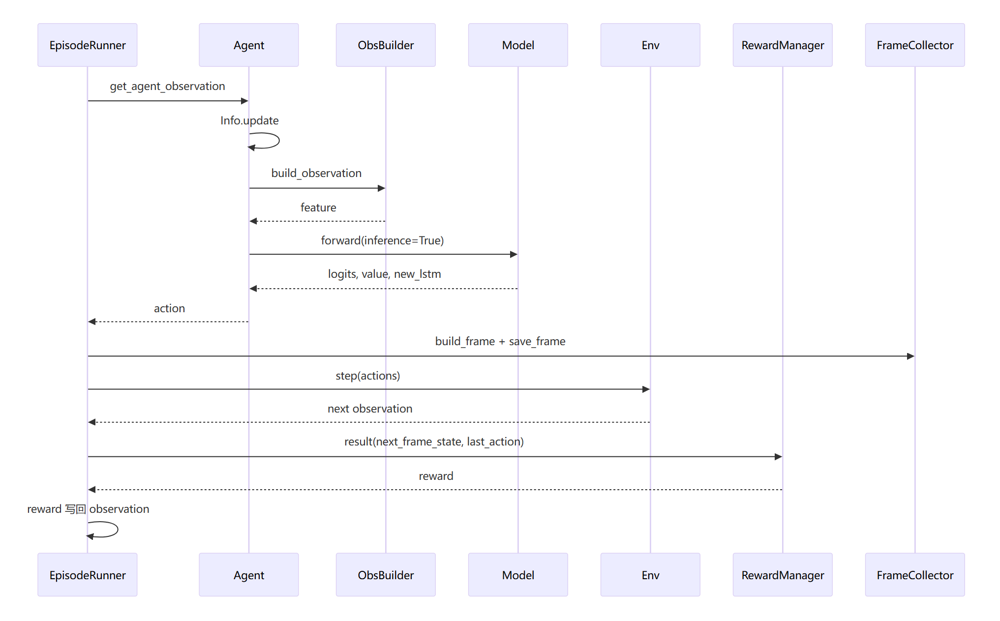 EpisodeRunner
Agent
ObsBuilder
Model
Env
RewardManager
FrameCollector
get_agent_observation
Info.update
build_observation
feature
forward(inference=True)
logits, value, new_lstm
action
build_frame + save_frame
step(actions)
next observation
result(next_frame_state, last_action)
reward
reward 写回 observation
EpisodeRunner
Agent
ObsBuilder
Model
Env
RewardManager
FrameCollector